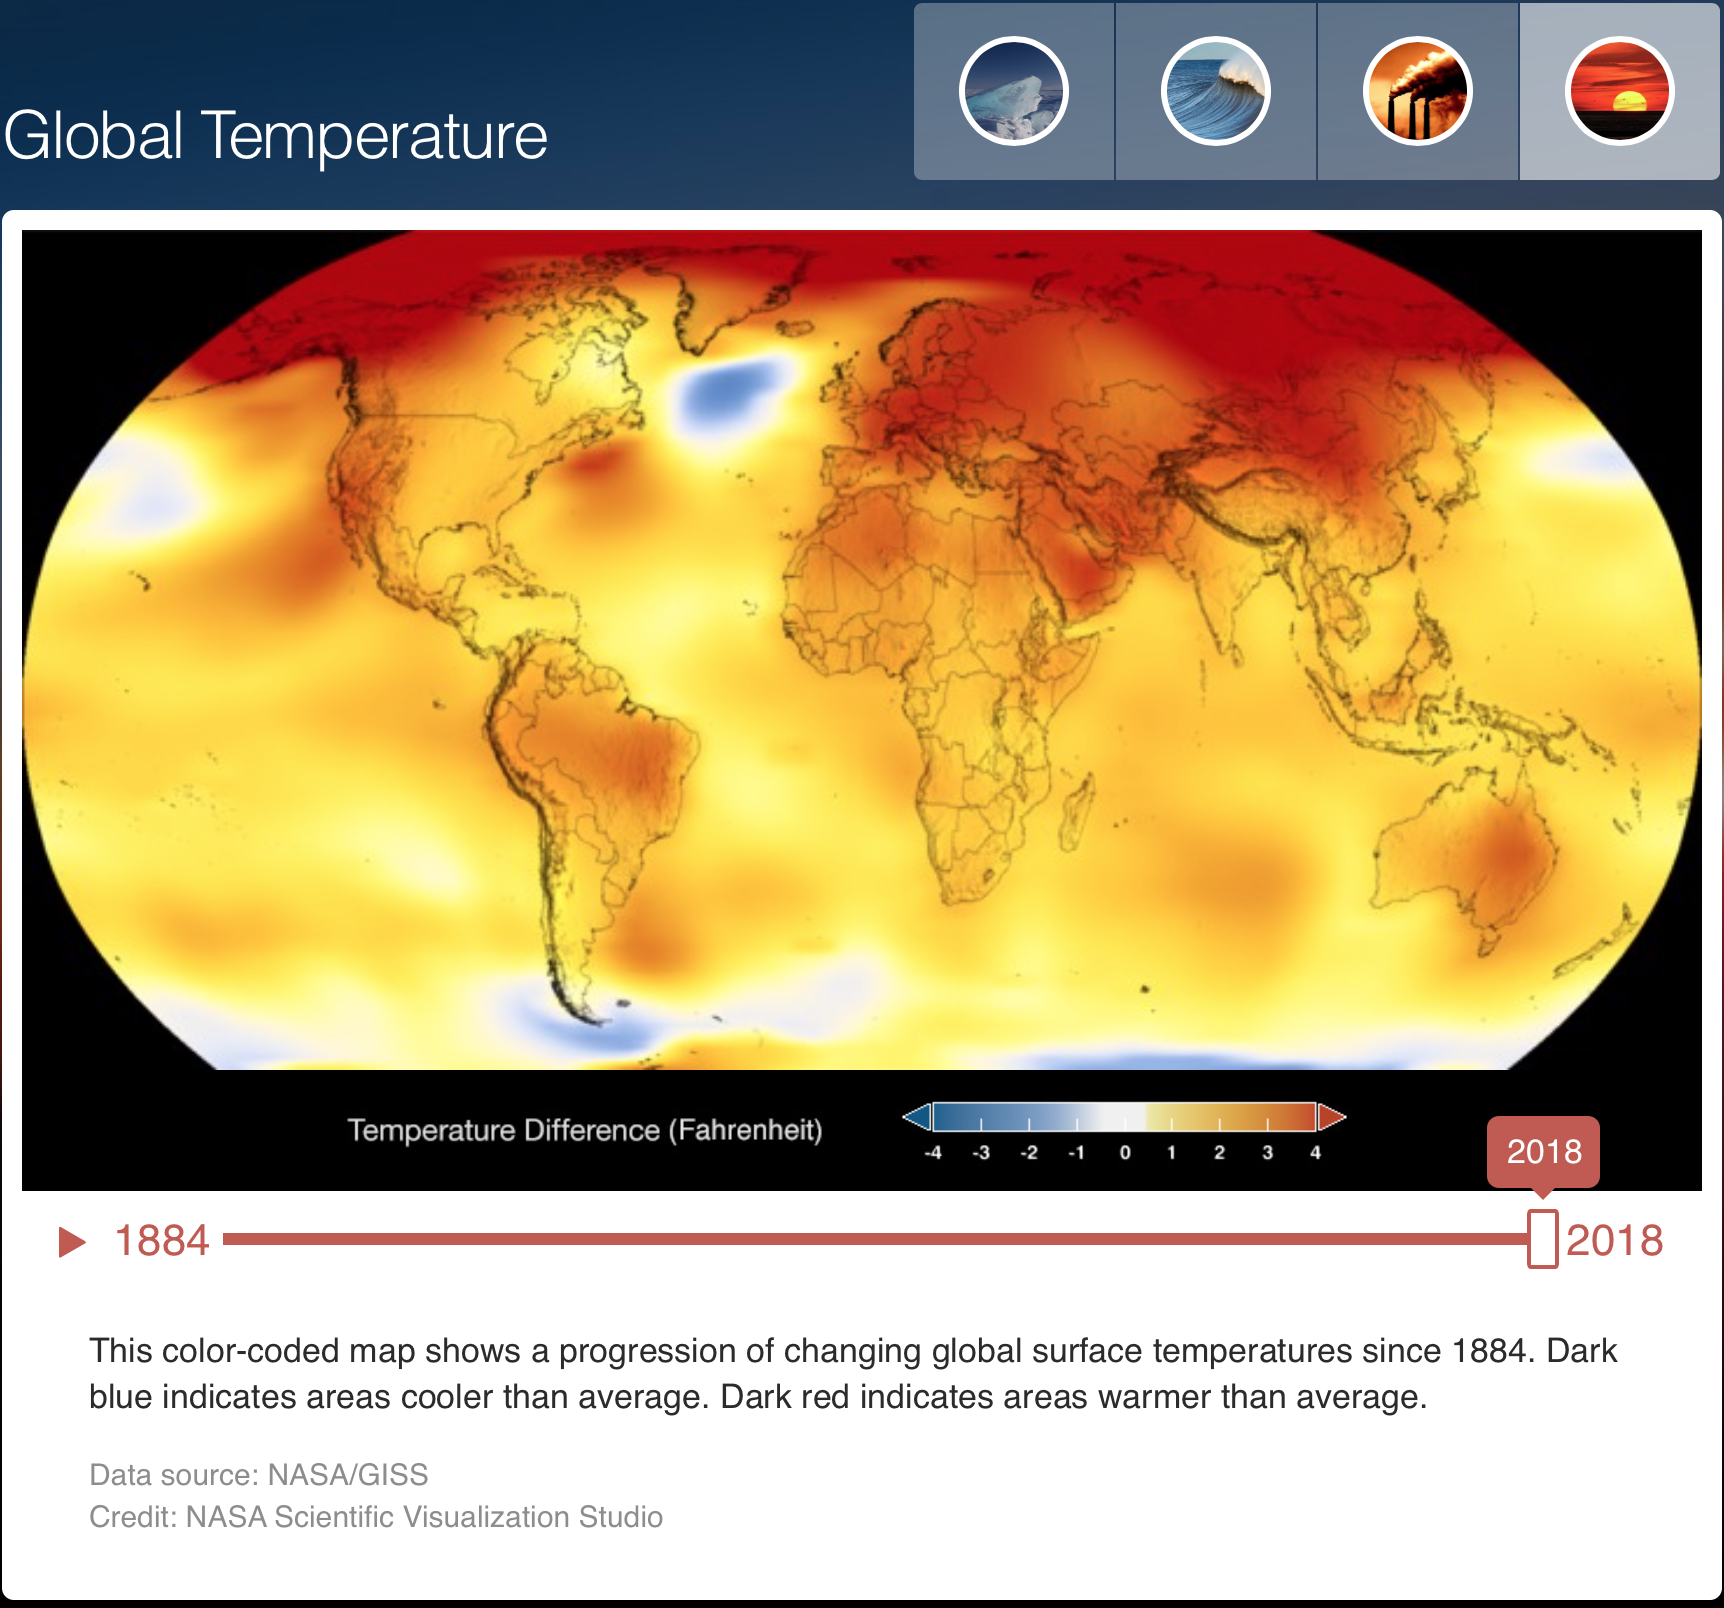 Global Temperature
Temperature Difference (Fahrenheit)
-4 -3 -2 -1 0 1 2 3 4
2018
1884 2018
This color-coded map shows a progression of changing global surface temperatures since 1884. Dark
blue indicates areas cooler than average. Dark red indicates areas warmer than average.
Data source: NASA/GISS
Credit: NASA Scientific Visualization Studio